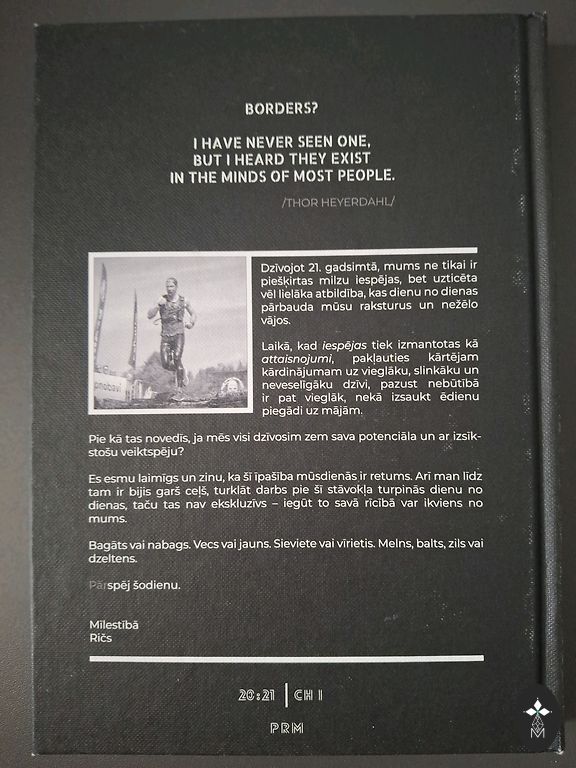 BORDERS?
I HAVE NEVER SEEN ONE,
BUT I HEARD THEY EXIST
IN THE MINDS OF MOST PEOPLE.
/THOR HEYERDAHL/
Dzīvojot 21. gadsimtā, mums ne tikai ir
piešķirtas milzu iespējas, bet uzticēta
vēl lielāka atbildība, kas dienu no dienas
pārbauda mūsu raksturus un nežēlo
vājos.
Laikā, kad iespējas tiek izmantotas kā
attaisnojumi, pakļauties kārtējam
kārdinājumam uz vieglāku, slinkāku un
neveselīgāku dzīvi, pazust nebūtībā
ir pat vieglāk, nekā izsaukt ēdienu
piegādi uz mājām.
Pie kā tas novedīs, ja mēs visi dzīvosim zem sava potenciāla un ar izsīk-
stošu veiktspēju?
Es esmu laimīgs un zinu, ka šī īpašība mūsdienās ir retums. Arī man līdz
tam ir bijis garš ceļš, turklāt darbs pie šī stāvokļa turpinās dienu no
dienas, taču tas nav ekskluzīvs – iegūt to savā rīcībā var ikviens no
mums.
Bagāts vai nabags. Vecs vai jauns. Sieviete vai vīrietis. Melns, balts, zils vai
dzeltens.
Pārspēj šodienu.
Mīlestībā
Ričs
20:21 | CH I
PRM